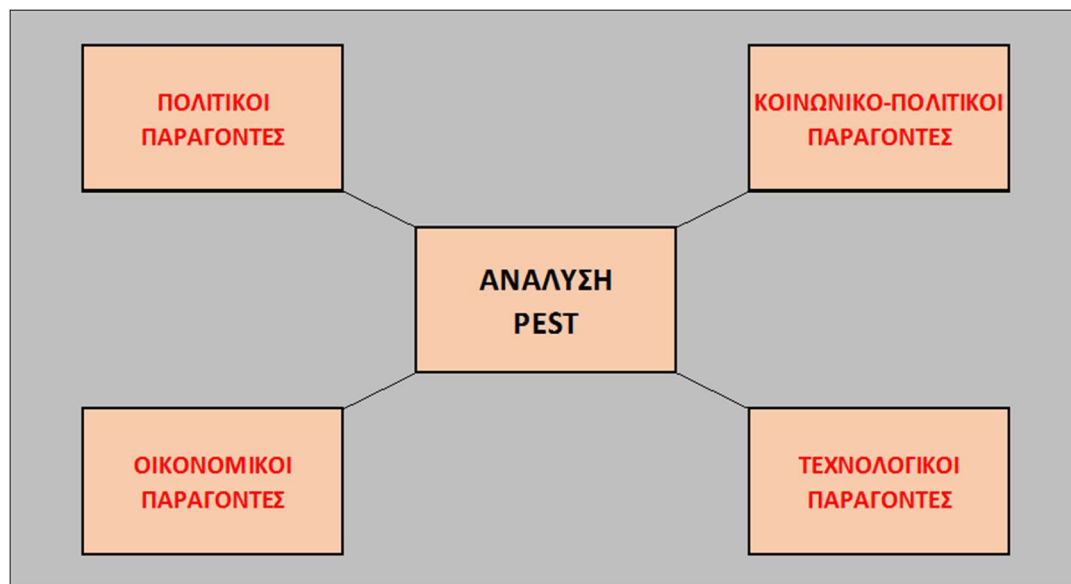 ΠΟΛΙΤΙΚΟΙ
ΠΑΡΑΓΟΝΤΕΣ
ΚΟΙΝΩΝΙΚΟ-ΠΟΛΙΤΙΚΟΙ
ΠΑΡΑΓΟΝΤΕΣ
ΑΝΑΛΥΣΗ
PEST
ΟΙΚΟΝΟΜΙΚΟΙ
ΠΑΡΑΓΟΝΤΕΣ
ΤΕΧΝΟΛΟΓΙΚΟΙ
ΠΑΡΑΓΟΝΤΕΣ